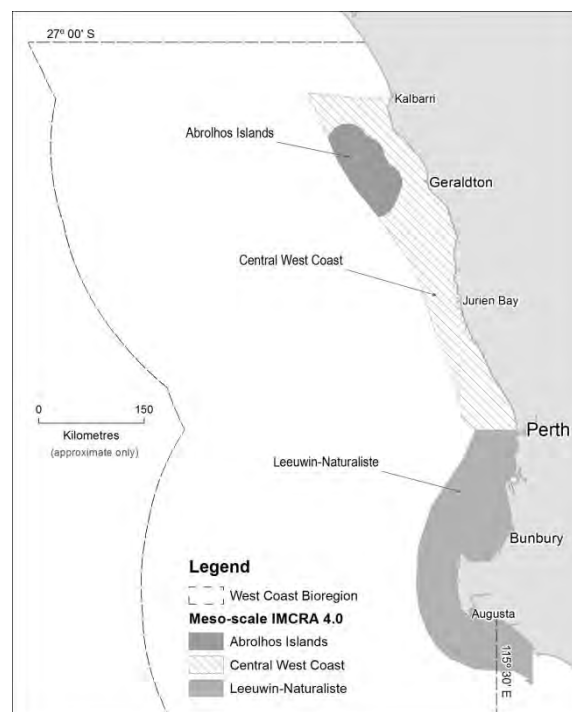 27° 00' S
Kalbarri
Abrolhos Islands
Geraldton
Central West Coast
Jurien Bay
0 150
Kilometres
(approximate only)
Perth
Leeuwin-Naturaliste
Bunbury
Legend
West Coast Bioregion
Meso-scale IMCRA 4.0
Abrolhos Islands
Central West Coast
Leeuwin-Naturaliste
Augusta
115° 30' E